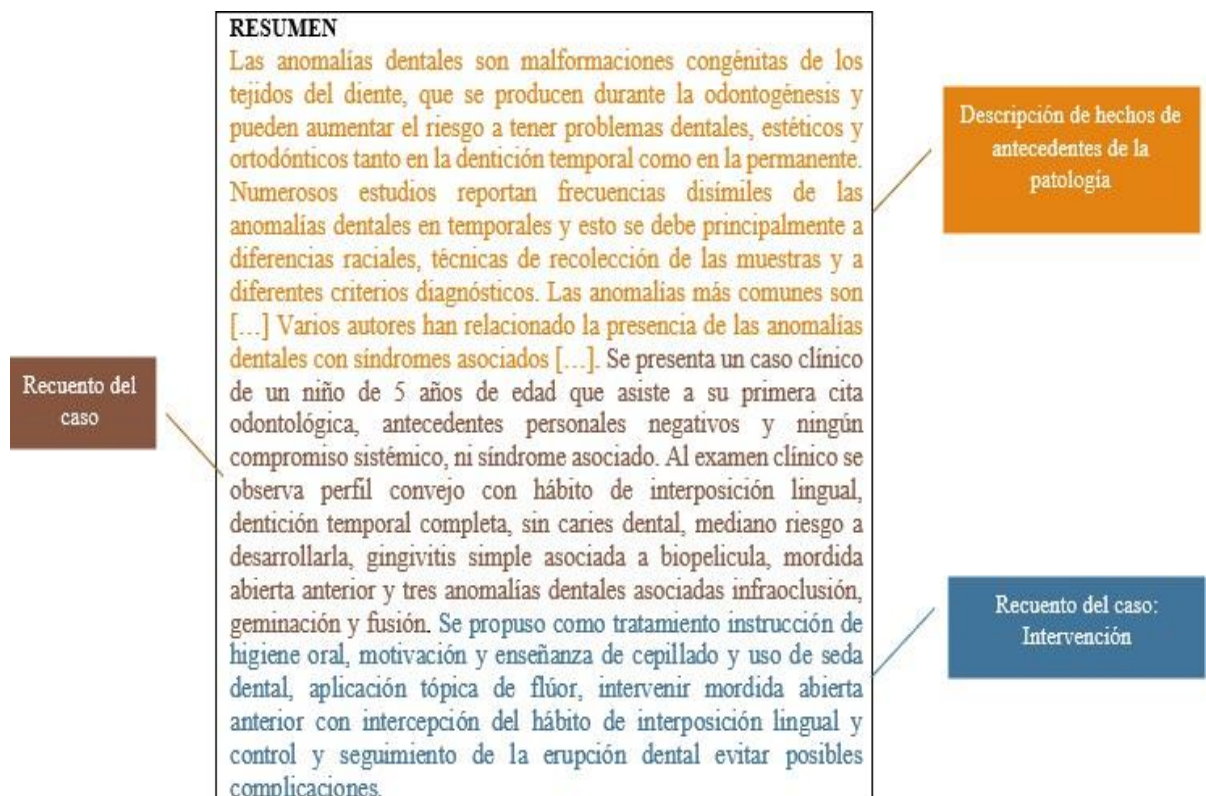 RESUMEN
Las anomalías dentales son malformaciones congénitas de los
tejidos del diente, que se producen durante la odontogénesis y
pueden aumentar el riesgo a tener problemas dentales, estéticos y
ortodónticos tanto en la dentición temporal como en la permanente.
Numerosos estudios reportan frecuencias disímiles de las
anomalías dentales en temporales y esto se debe principalmente a
diferencias raciales, técnicas de recolección de las muestras y a
diferentes criterios diagnósticos. Las anomalías más comunes son
[…] Varios autores han relacionado la presencia de las anomalías
dentales con síndromes asociados […]. Se presenta un caso clínico
de un niño de 5 años de edad que asiste a su primera cita
odontológica, antecedentes personales negativos y ningún
compromiso sistémico, ni síndrome asociado. Al examen clínico se
observa perfil convejo con hábito de interposición lingual,
dentición temporal completa, sin caries dental, mediano riesgo a
desarrollarla, gingivitis simple asociada a biopelicula, mordida
abierta anterior y tres anomalías dentales asociadas infraoclusión,
geminación y fusión. Se propuso como tratamiento instrucción de
higiene oral, motivación y enseñanza de cepillado y uso de seda
dental, aplicación tópica de flúor, intervenir mordida abierta
anterior con intercepción del hábito de interposición lingual y
control y seguimiento de la erupción dental evitar posibles
complicaciones.
Descripción de hechos de
antecedentes de la
patología
Recuento del
caso
Recuento del caso:
Intervención